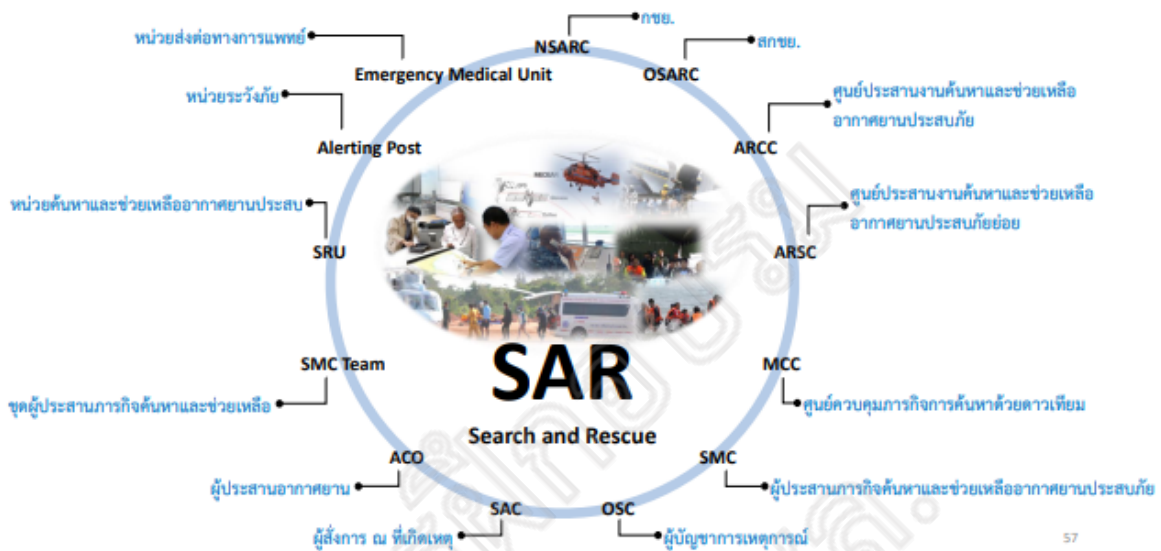 กชย.
NSARC
สกชย.
OSARC
ศูนย์ประสานงานค้นหาและช่วยเหลือ
อากาศยานประสบภัย
ARCC
ศูนย์ประสานงานค้นหาและช่วยเหลือ
อากาศยานประสบภัยย่อย
ARSC
MCC
ศูนย์ควบคุมภารกิจการค้นหาด้วยดาวเทียม
SMC
ผู้ประสานภารกิจค้นหาและช่วยเหลืออากาศยานประสบภัย
OSC
ผู้บัญชาการเหตุการณ์
SAC
ผู้สั่งการ ณ ที่เกิดเหตุ
ACO
ผู้ประสานอากาศยาน
SMC Team
ชุดผู้ประสานภารกิจค้นหาและช่วยเหลือ
หน่วยค้นหาและช่วยเหลืออากาศยานประสบ
SRU
หน่วยระวังภัย
Alerting Post
หน่วยส่งต่อทางการแพทย์
Emergency Medical Unit
SAR
Search and Rescue
57